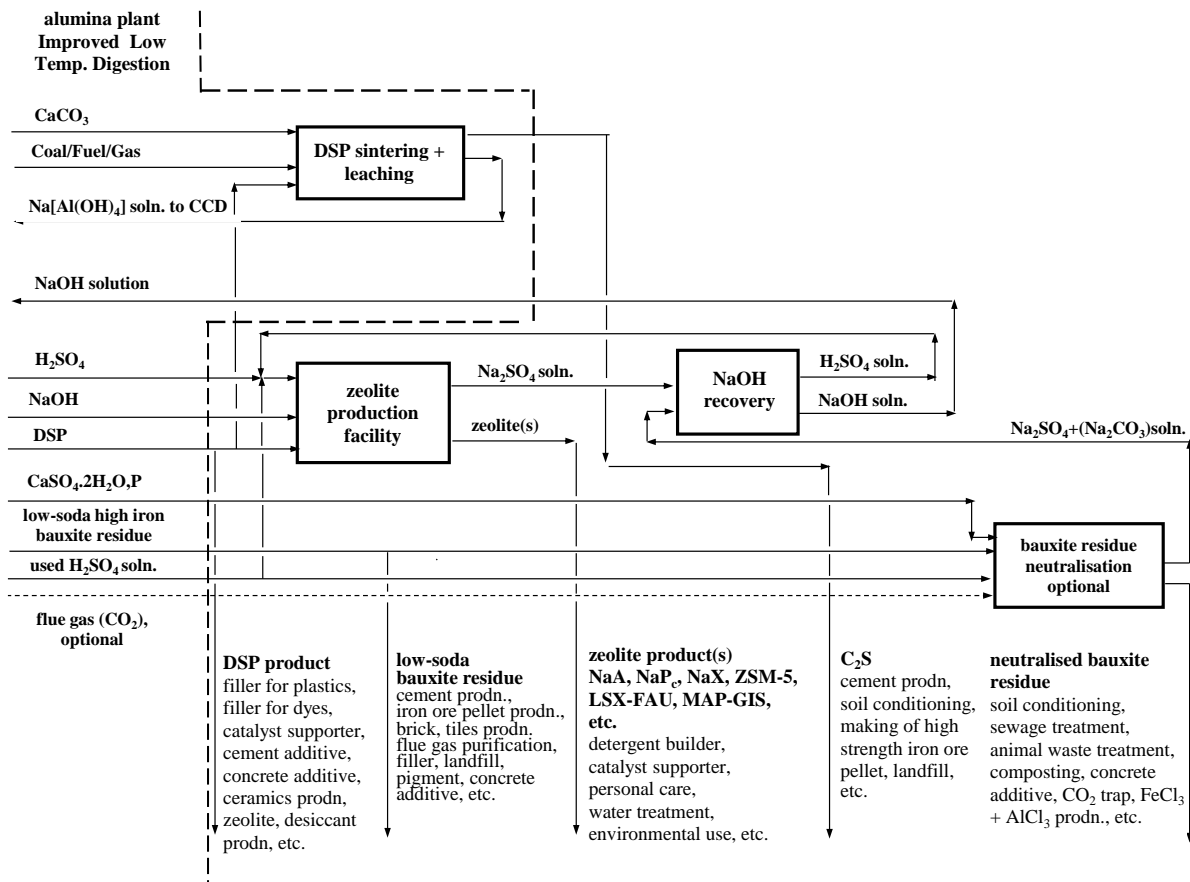 alumina plant
Improved Low
Temp. Digestion
CaCO₃
Coal/Fuel/Gas
Na[Al(OH)₄] soln. to CCD
DSP sintering +
leaching
NaOH solution
H₂SO₄
NaOH
DSP
zeolite
production
facility
Na₂SO₄ soln.
zeolite(s)
NaOH
recovery
H₂SO₄ soln.
NaOH soln.
Na₂SO₄+(Na₂CO₃)soln.
CaSO₄.2H₂O,P
low-soda high iron
bauxite residue
used H₂SO₄ soln.
flue gas (CO₂),
optional
bauxite residue
neutralisation
optional
DSP product
filler for plastics,
filler for dyes,
catalyst supporter,
cement additive,
concrete additive,
ceramics prodn,
zeolite, desiccant
prodn, etc.
low-soda
bauxite residue
cement prodn.,
iron ore pellet prodn.,
brick, tiles prodn.
flue gas purification,
filler, landfill,
pigment, concrete
additive, etc.
zeolite product(s)
NaA, NaP꜀, NaX, ZSM-5,
LSX-FAU, MAP-GIS,
etc.
detergent builder,
catalyst supporter,
personal care,
water treatment,
environmental use, etc.
C₂S
cement prodn,
soil conditioning,
making of high
strength iron ore
pellet, landfill,
etc.
neutralised bauxite
residue
soil conditioning,
sewage treatment,
animal waste treatment,
composting, concrete
additive, CO₂ trap, FeCl₃
+ AlCl₃ prodn., etc.